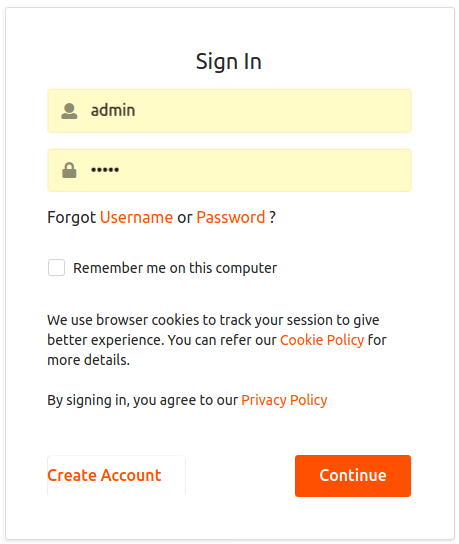 Sign In
admin
•••••
Forgot Username or Password ?
Remember me on this computer
We use browser cookies to track your session to give
better experience. You can refer our Cookie Policy for
more details.
By signing in, you agree to our Privacy Policy
Create Account
Continue